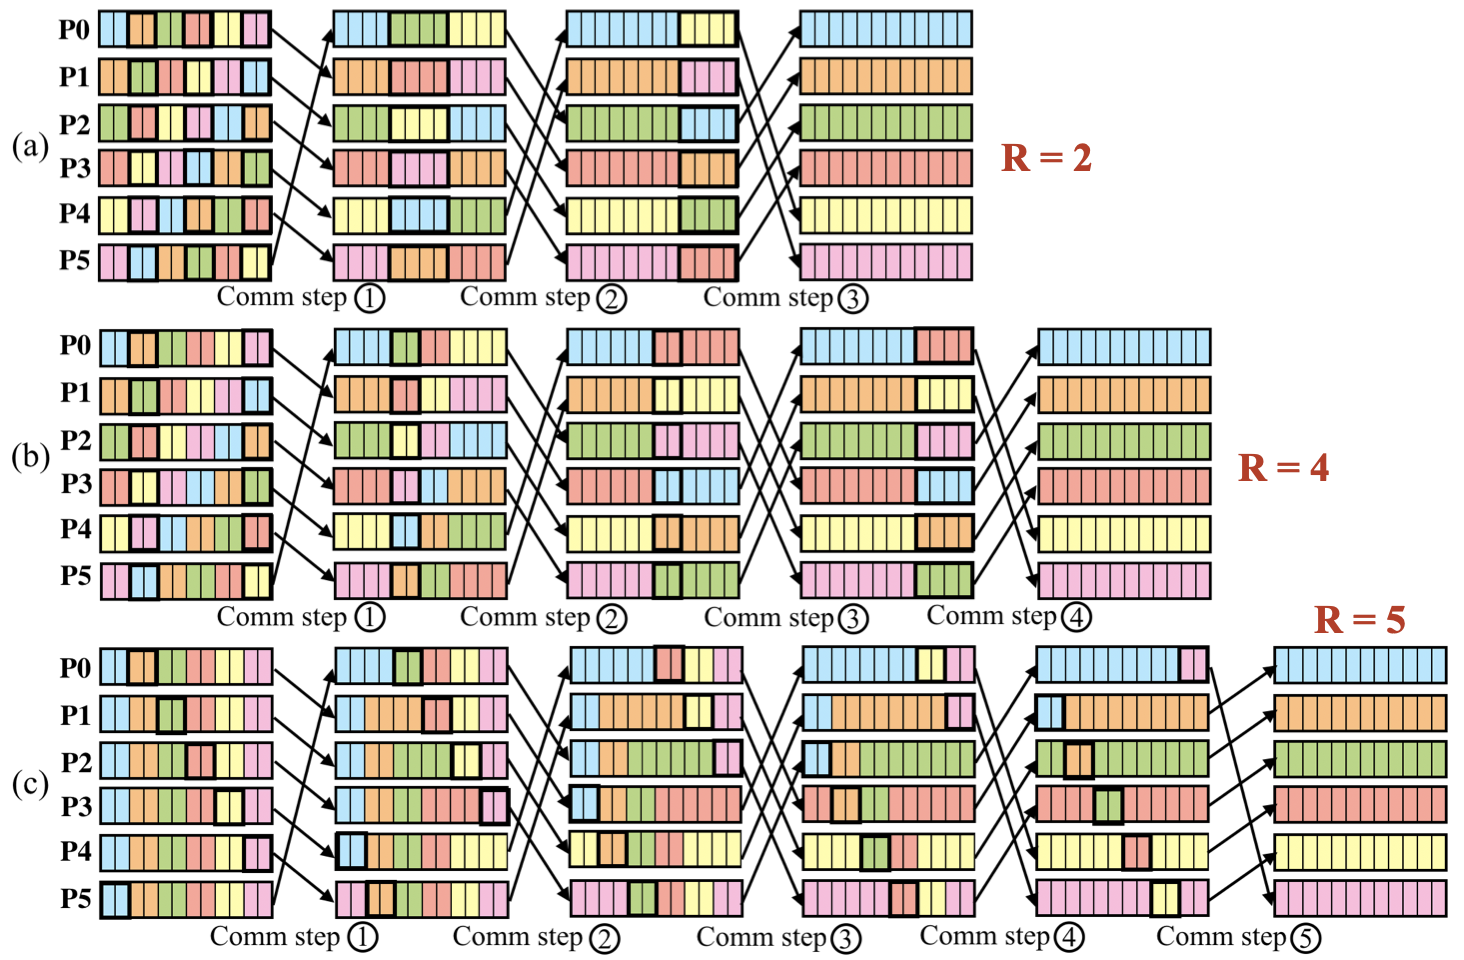 P0
P1
P2
(a)
P3
P4
P5
R = 2
Comm step ① Comm step ② Comm step ③
P0
P1
P2
(b)
P3
P4
P5
R = 4
Comm step ① Comm step ② Comm step ③ Comm step ④
R = 5
P0
P1
P2
(c)
P3
P4
P5
Comm step ① Comm step ② Comm step ③ Comm step ④ Comm step ⑤